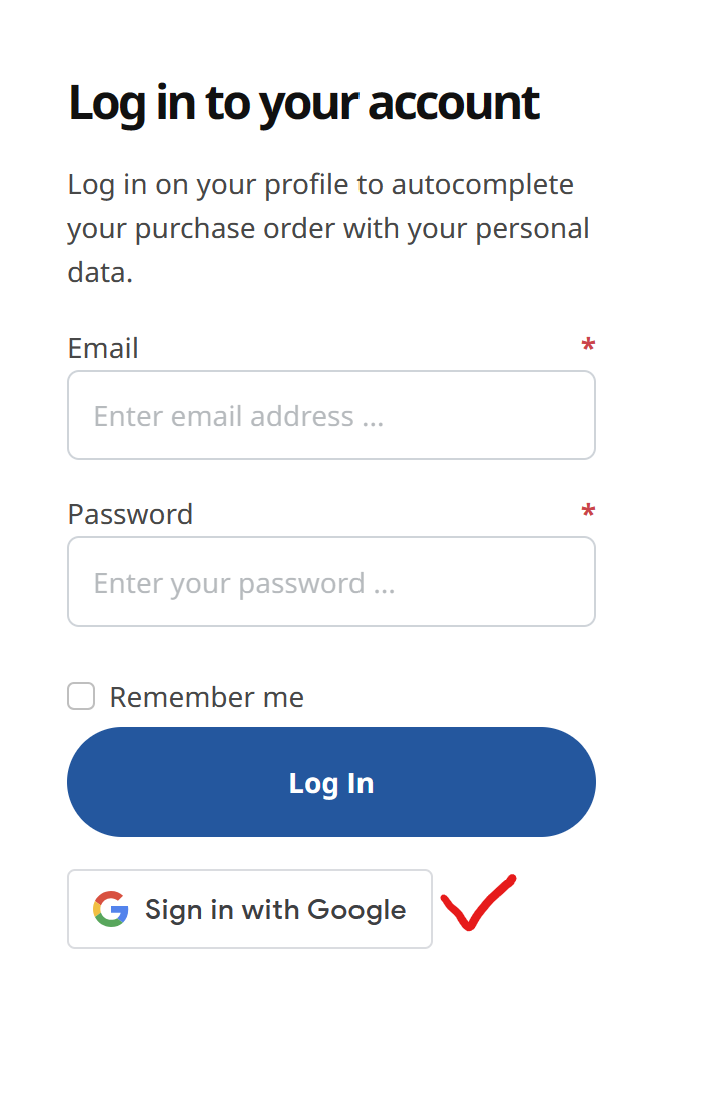 Log in to your account
Log in on your profile to autocomplete
your purchase order with your personal
data.
Email *
Enter email address ...
Password *
Enter your password ...
Remember me
Log In
Sign in with Google